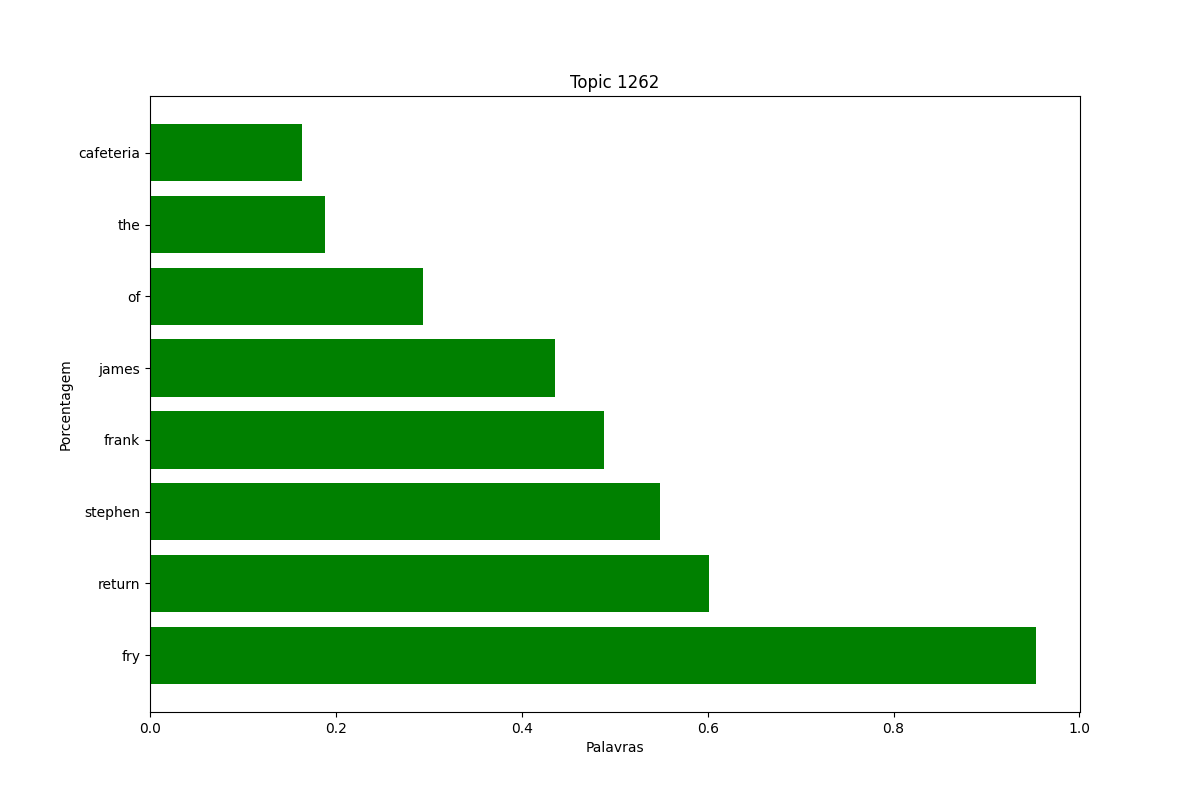 Topic 1262
cafeteria
the
of
james
frank
stephen
return
fry
Porcentagem
0.0 0.2 0.4 0.6 0.8 1.0
Palavras